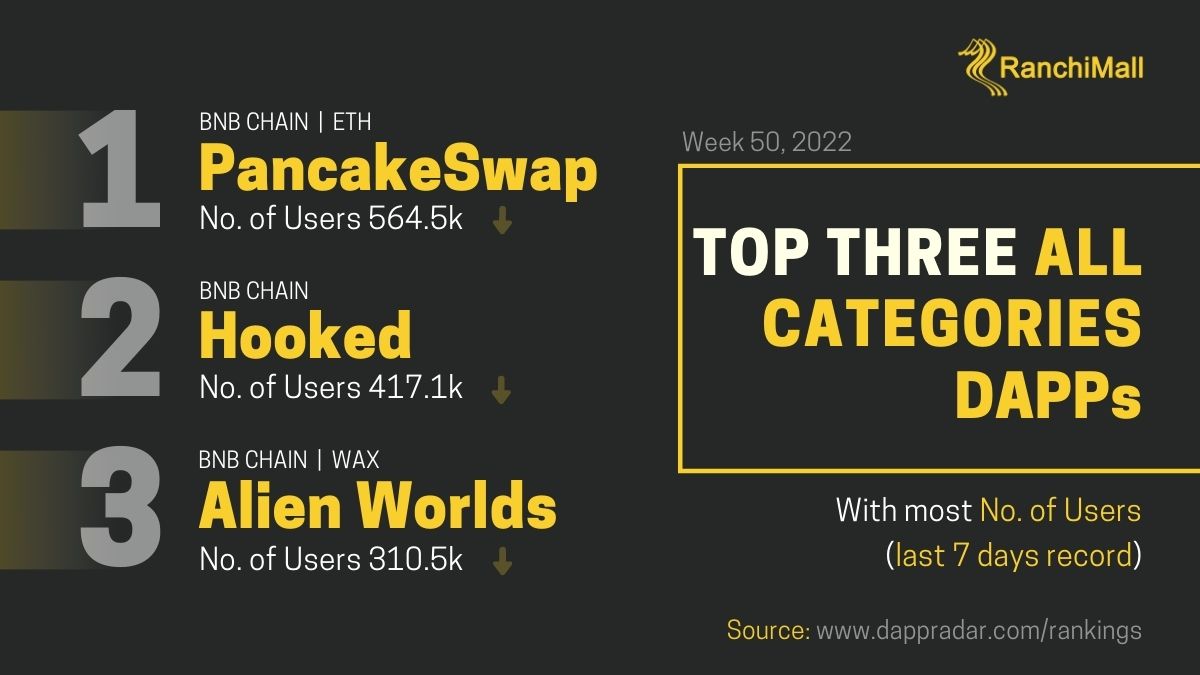 RanchiMall
1
BNB CHAIN | ETH
PancakeSwap
No. of Users 564.5k
2
BNB CHAIN
Hooked
No. of Users 417.1k
3
BNB CHAIN | WAX
Alien Worlds
No. of Users 310.5k
Week 50, 2022
TOP THREE ALL
CATEGORIES
DAPPs
With most No. of Users
(last 7 days record)
Source: www.dappradar.com/rankings